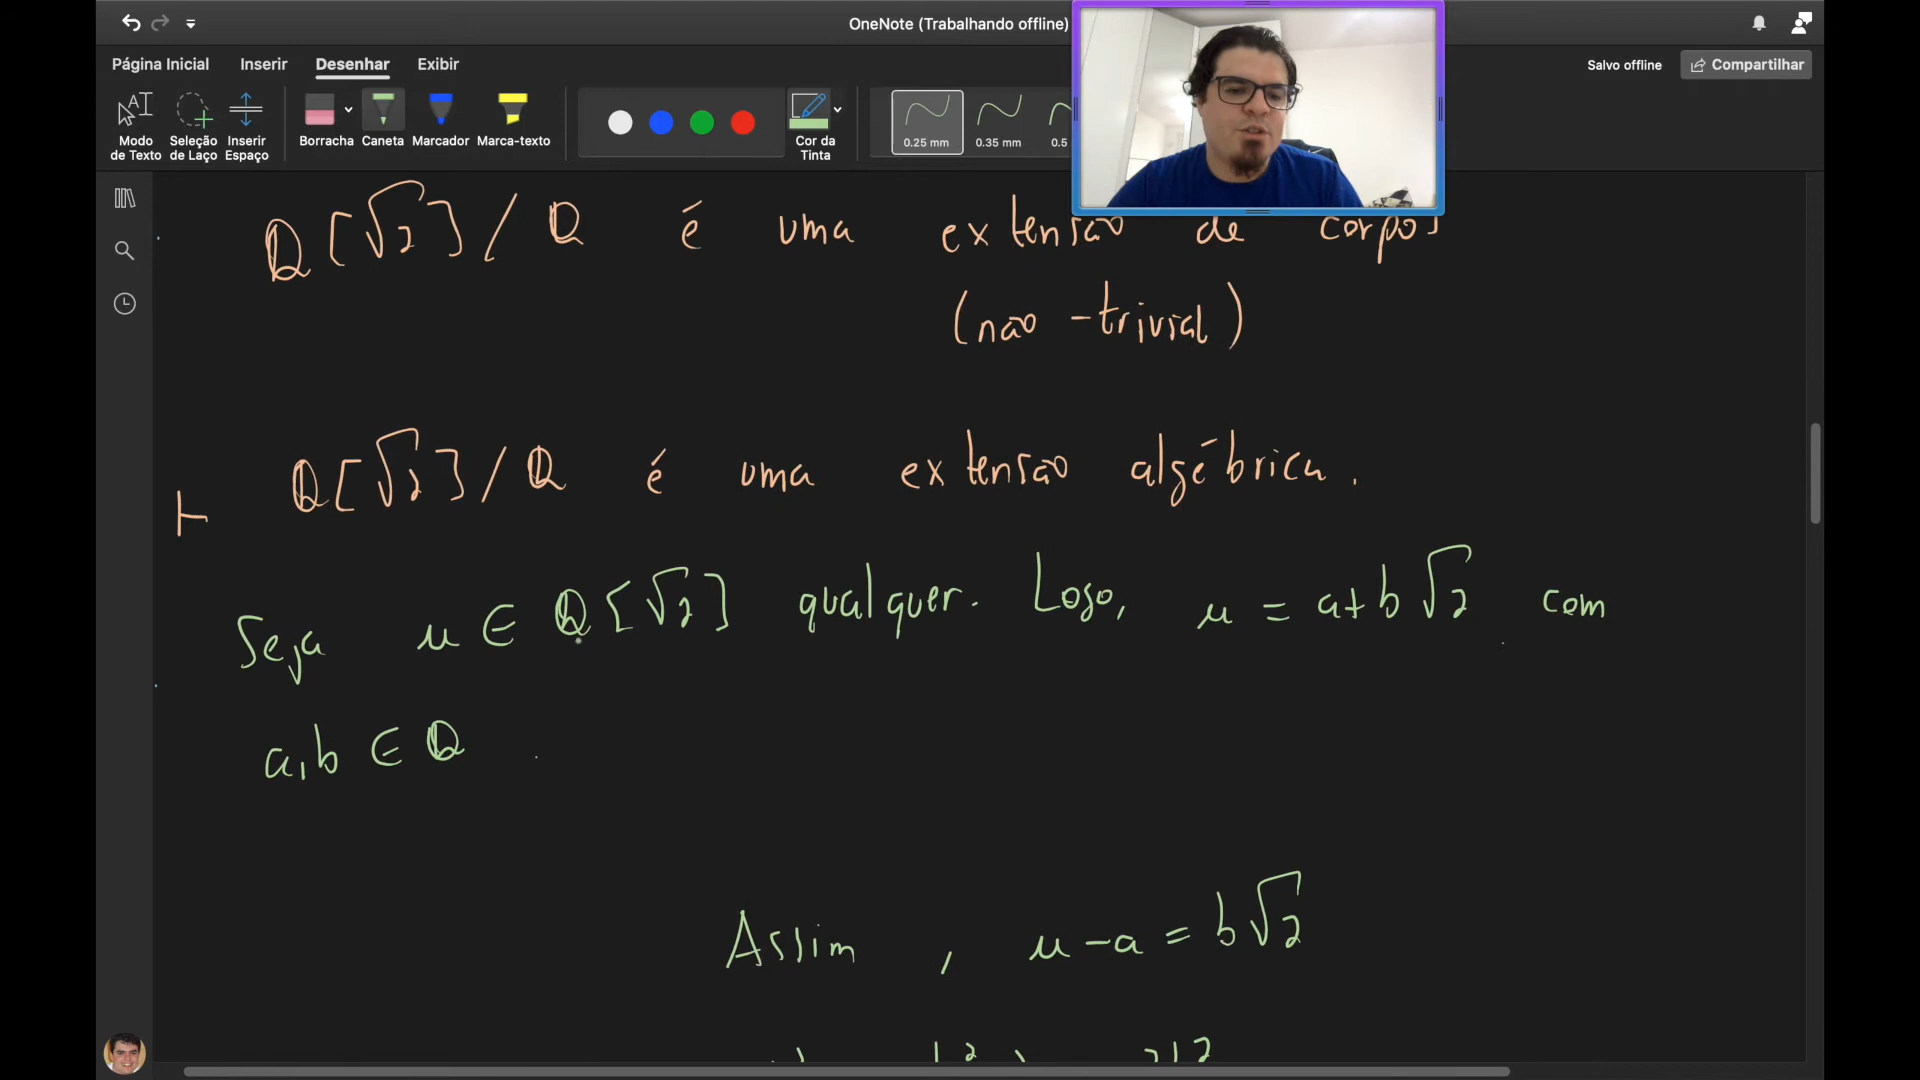 OneNote (Trabalhando offline)
Página Inicial Inserir Desenhar Exibir
Salvo offline Compartilhar
Modo de Texto Seleção de Laço Inserir Espaço Borracha Caneta Marcador Marca-texto Cor da Tinta 0.25 mm 0.35 mm 0.5
Q[√2]/Q é uma extensão de corpos
(não-trivial)
Q[√2]/Q é uma extensão algébrica.
Seja u ∈ Q[√2] qualquer. Logo, u = a+b√2 com
a,b ∈ Q
Assim, u-a = b√2